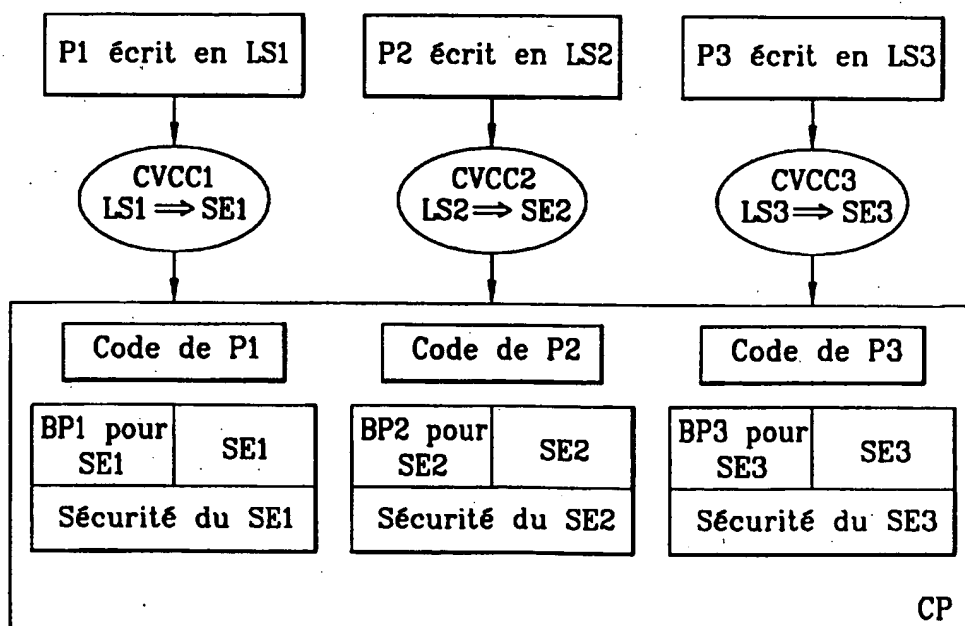 P1 écrit en LS1
P2 écrit en LS2
P3 écrit en LS3
CVCC1
LS1 ⇒ SE1
CVCC2
LS2 ⇒ SE2
CVCC3
LS3 ⇒ SE3
Code de P1
Code de P2
Code de P3
BP1 pour
SE1
SE1
BP2 pour
SE2
SE2
BP3 pour
SE3
SE3
Sécurité du SE1
Sécurité du SE2
Sécurité du SE3
CP